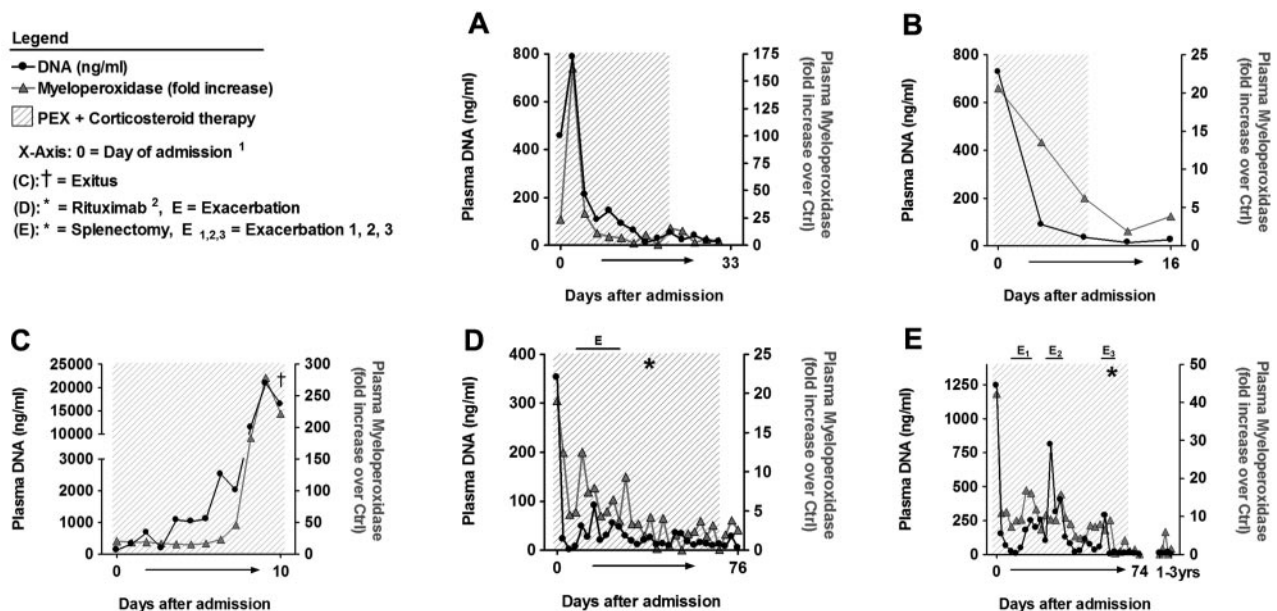 Legend
DNA (ng/ml)
Myeloperoxidase (fold increase)
PEX + Corticosteroid therapy
X-Axis: 0 = Day of admission 1
(C): † = Exitus
(D): * = Rituximab 2, E = Exacerbation
(E): * = Splenectomy, E 1,2,3 = Exacerbation 1, 2, 3
A
Plasma DNA (ng/ml)
800
600
400
200
0
175
150
125
100
75
50
25
0
Plasma Myeloperoxidase
(fold increase over Ctrl)
0 33
Days after admission
B
Plasma DNA (ng/ml)
800
600
400
200
0
25
20
15
10
5
0
Plasma Myeloperoxidase
(fold increase over Ctrl)
0 16
Days after admission
C
Plasma DNA (ng/ml)
25000
20000
15000
10000
3000
2000
1000
0
†
300
250
200
150
100
50
0
Plasma Myeloperoxidase
(fold increase over Ctrl)
0 10
Days after admission
D
E
*
Plasma DNA (ng/ml)
400
300
200
100
0
25
20
15
10
5
0
Plasma Myeloperoxidase
(fold increase over Ctrl)
0 76
Days after admission
E
E1 E2 E3
*
Plasma DNA (ng/ml)
1250
1000
750
500
250
0
50
40
30
20
10
0
Plasma Myeloperoxidase
(fold increase over Ctrl)
0 74 1-3yrs
Days after admission